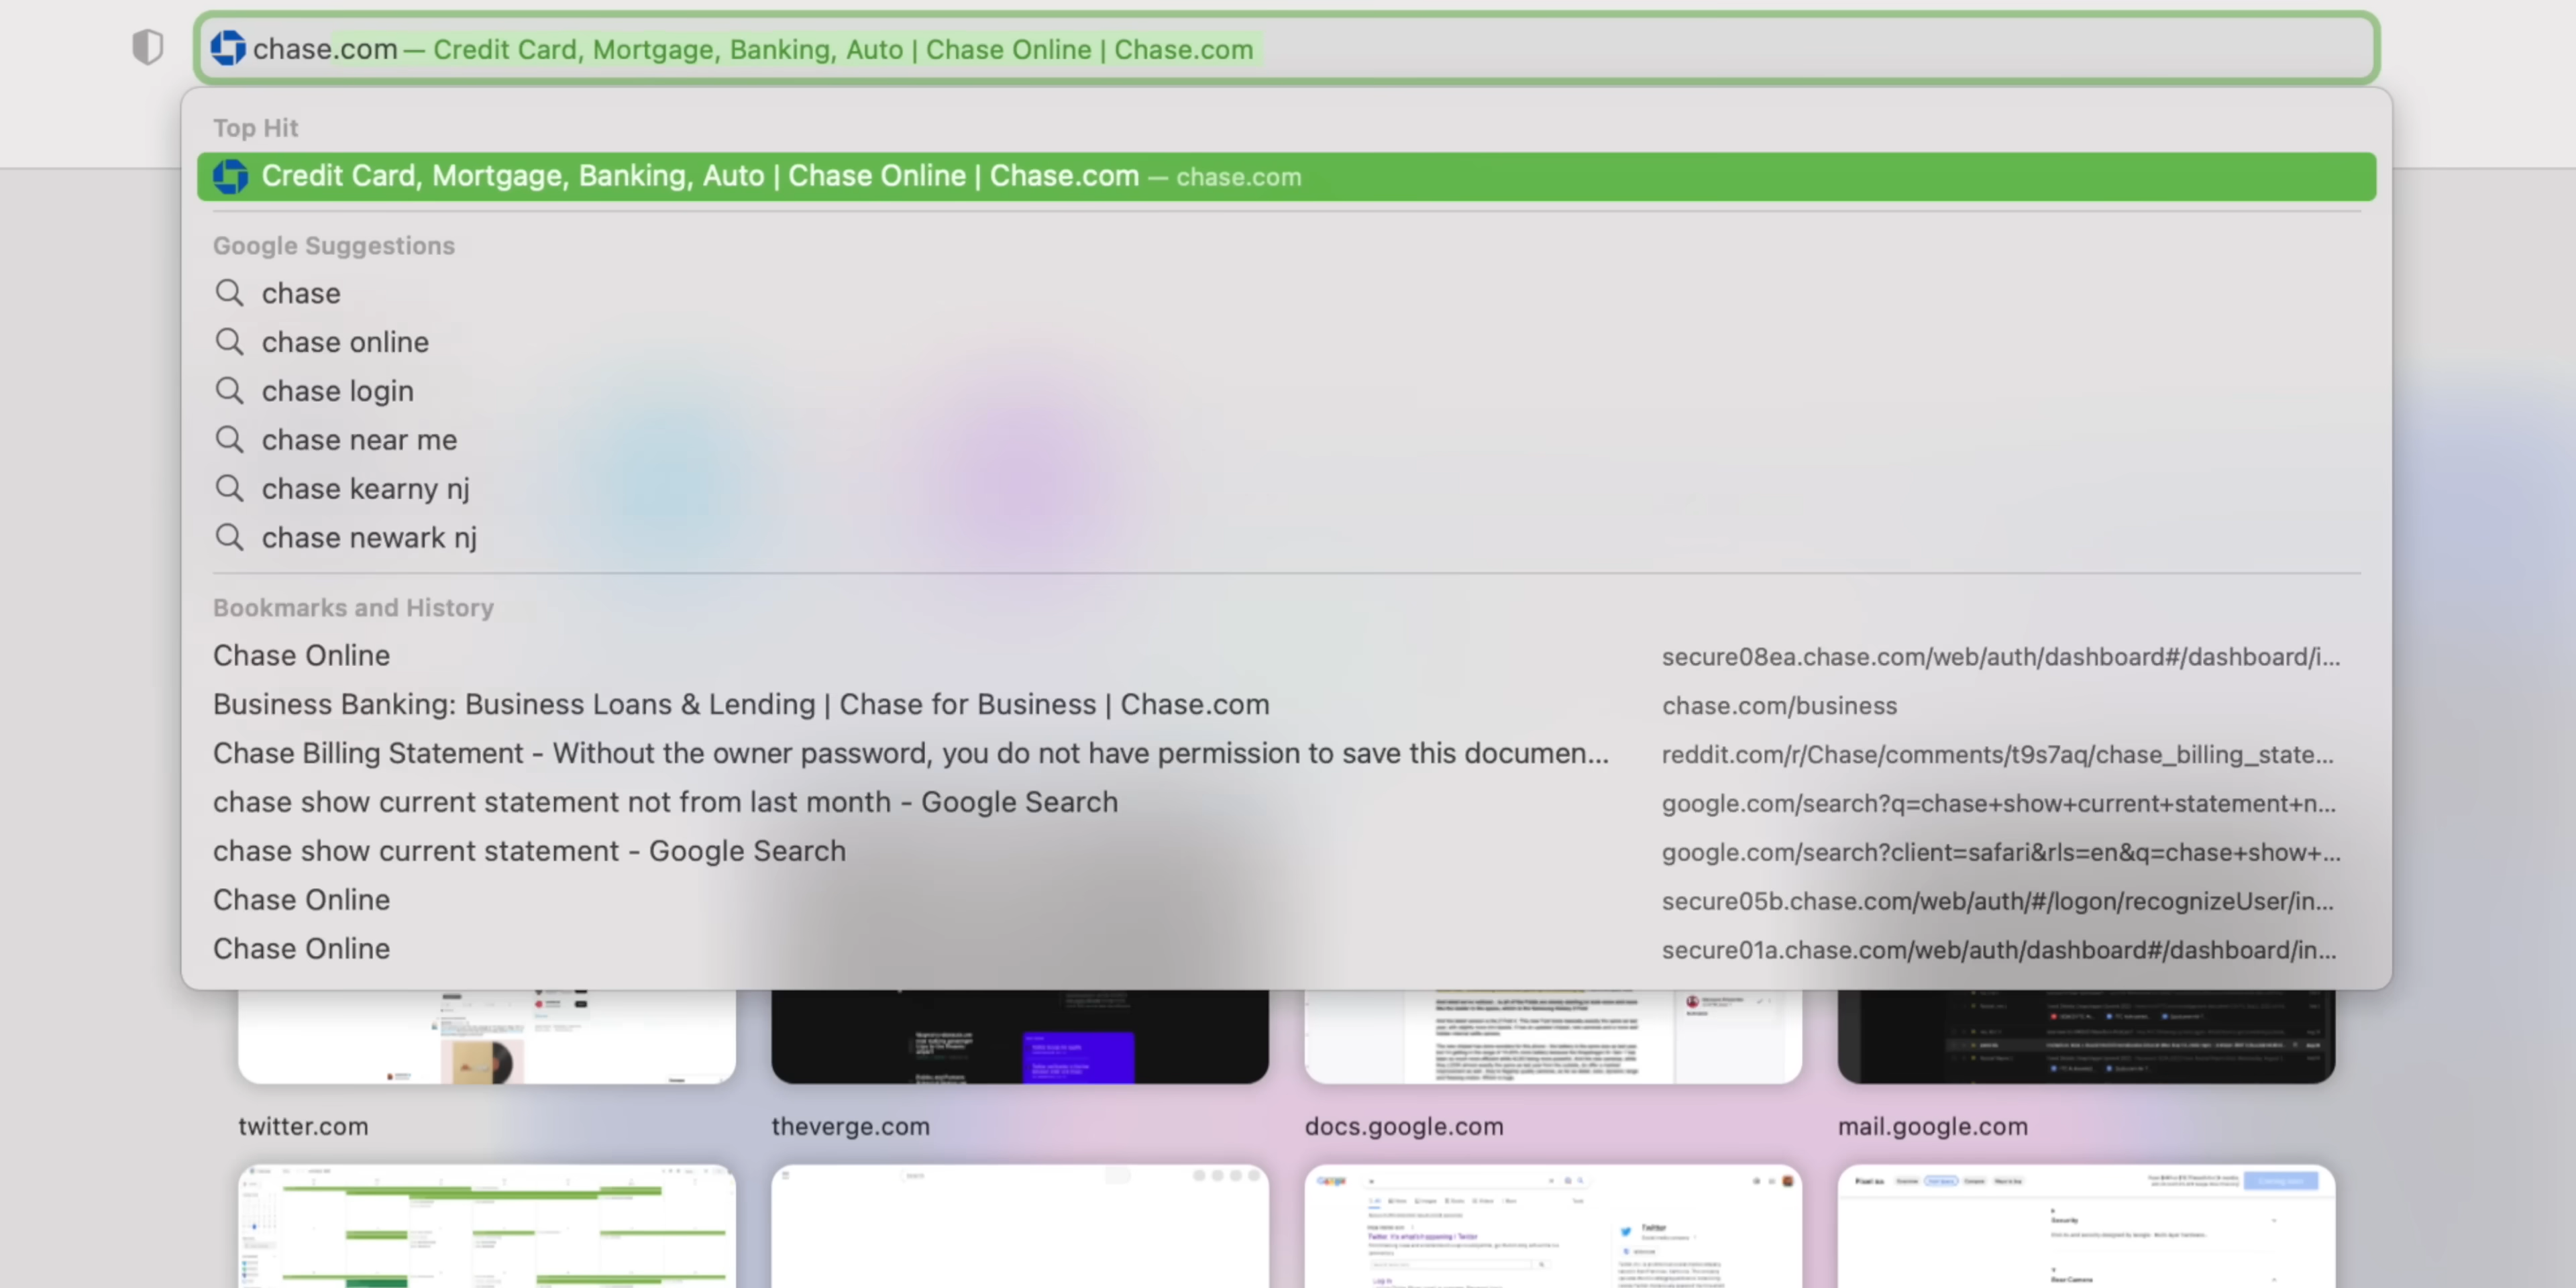 chase.com — Credit Card, Mortgage, Banking, Auto | Chase Online | Chase.com
Top Hit
Credit Card, Mortgage, Banking, Auto | Chase Online | Chase.com — chase.com
Google Suggestions
chase
chase online
chase login
chase near me
chase kearny nj
chase newark nj
Bookmarks and History
Chase Online secure08ea.chase.com/web/auth/dashboard#/dashboard/i...
Business Banking: Business Loans & Lending | Chase for Business | Chase.com chase.com/business
Chase Billing Statement - Without the owner password, you do not have permission to save this documen... reddit.com/r/Chase/comments/t9s7aq/chase_billing_state...
chase show current statement not from last month - Google Search google.com/search?q=chase+show+current+statement+n...
chase show current statement - Google Search google.com/search?client=safari&rls=en&q=chase+show+...
Chase Online secure05b.chase.com/web/auth/#/logon/recognizeUser/in...
Chase Online secure01a.chase.com/web/auth/dashboard#/dashboard/in...
twitter.com theverge.com docs.google.com mail.google.com
Google
Twitter
Security
Rear Camera